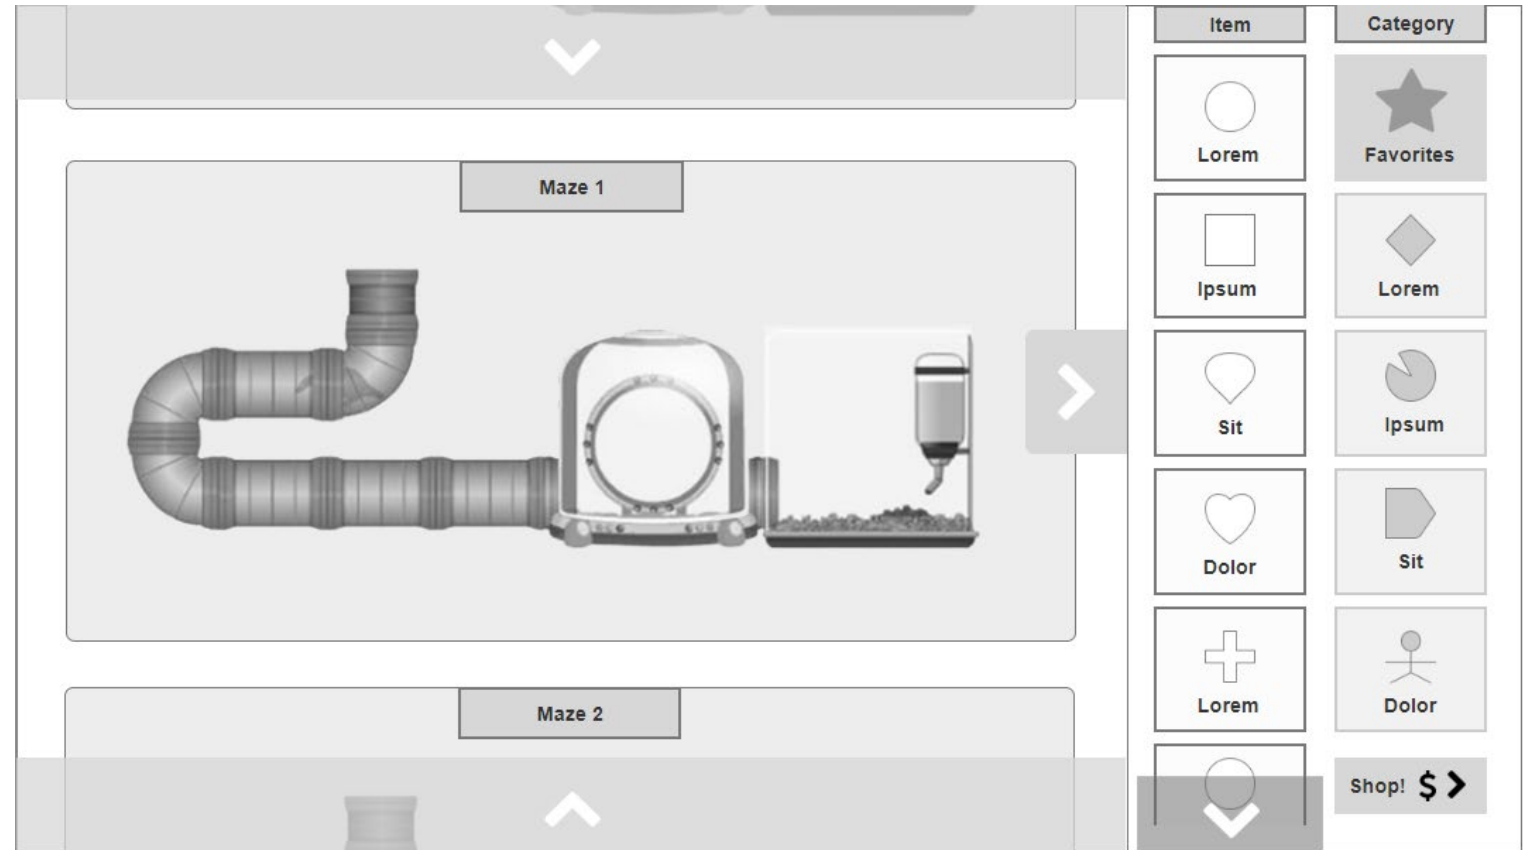 Item
Category
Lorem
Favorites
Maze 1
Ipsum
Lorem
Sit
Ipsum
Dolor
Sit
Maze 2
Lorem
Dolor
Shop! $